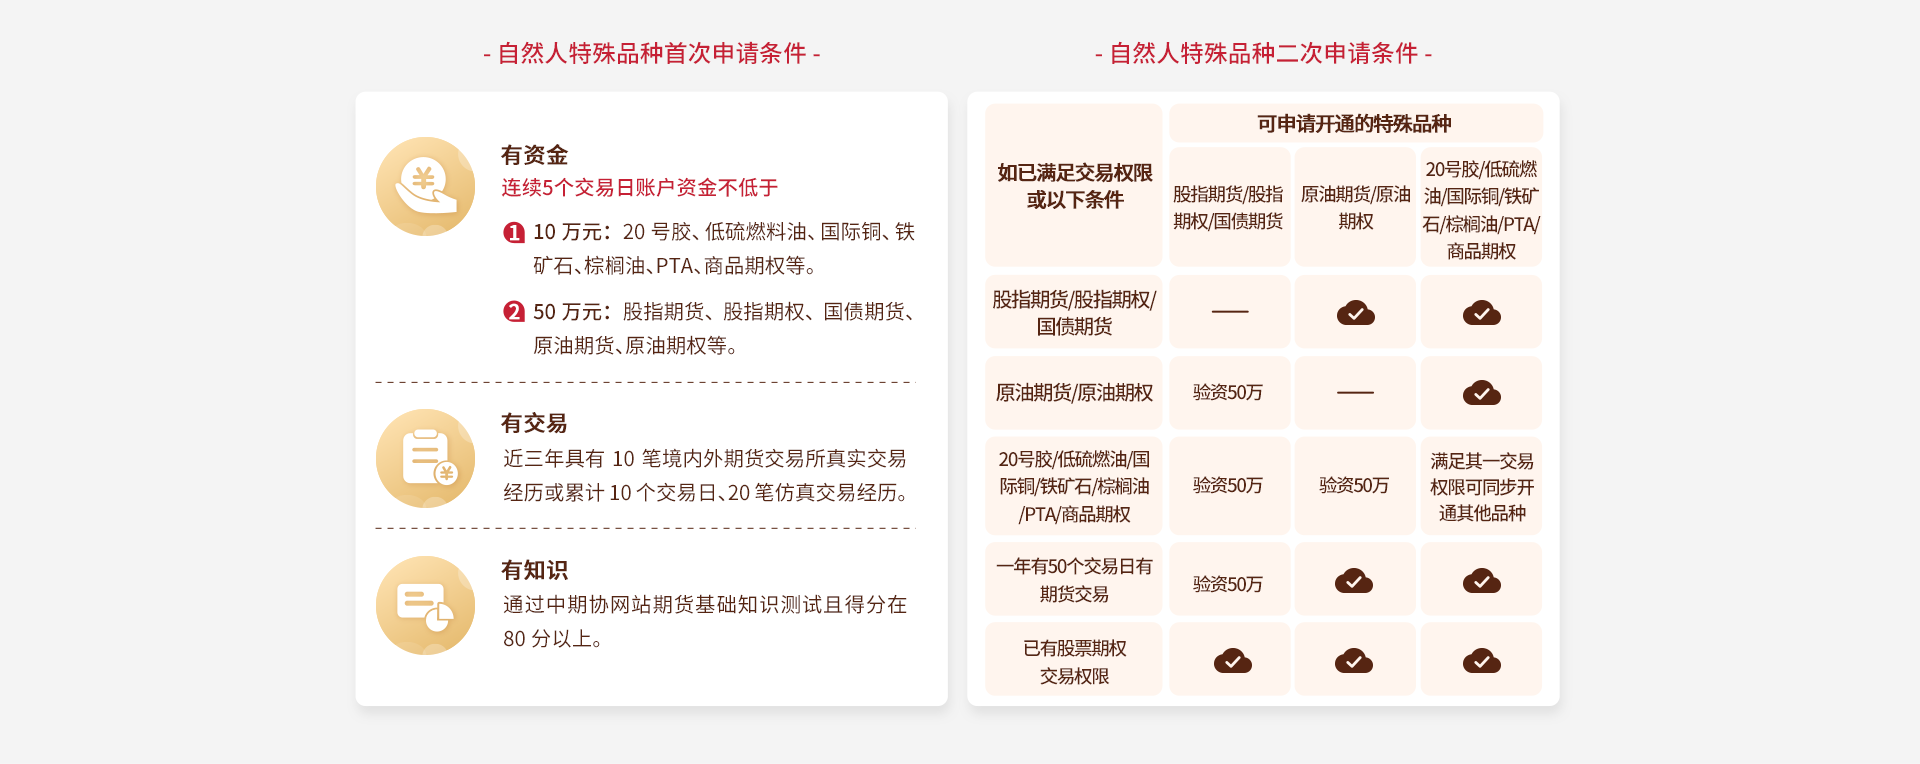 - 自然人特殊品种首次申请条件 -
有资金
连续5个交易日账户资金不低于
1 10 万元：20 号胶、低硫燃料油、国际铜、铁
矿石、棕榈油、PTA、商品期权等。
2 50 万元：股指期货、股指期权、国债期货、
原油期货、原油期权等。
有交易
近三年具有 10 笔境内外期货交易所真实交易
经历或累计 10 个交易日、20 笔仿真交易经历。
有知识
通过中期协网站期货基础知识测试且得分在
80 分以上。
- 自然人特殊品种二次申请条件 -
如已满足交易权限
或以下条件
可申请开通的特殊品种
股指期货/股指
期权/国债期货
原油期货/原油
期权
20号胶/低硫燃
油/国际铜/铁矿
石/棕榈油/PTA/
商品期权
股指期货/股指期权/
国债期货
原油期货/原油期权
验资50万
20号胶/低硫燃油/国
际铜/铁矿石/棕榈油
/PTA/商品期权
验资50万
验资50万
满足其一交易
权限可同步开
通其他品种
一年有50个交易日有
期货交易
验资50万
已有股票期权
交易权限